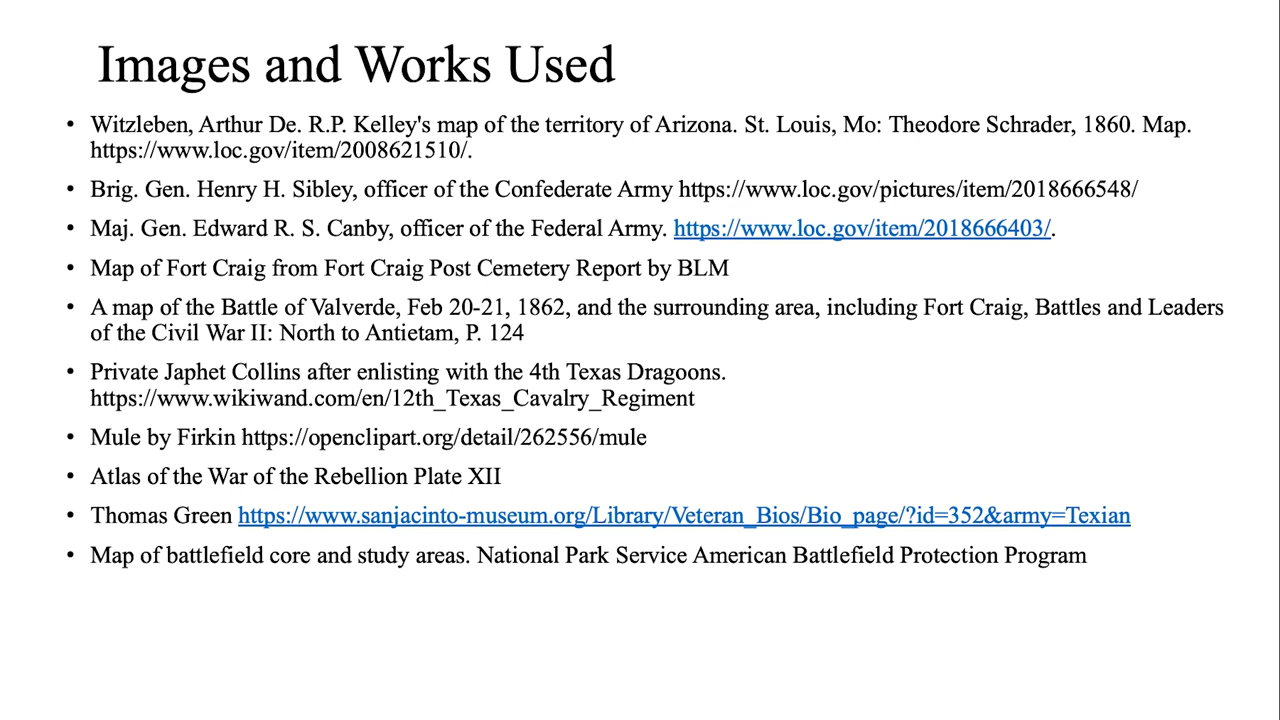 Images and Works Used
• Witzleben, Arthur De. R.P. Kelley's map of the territory of Arizona. St. Louis, Mo: Theodore Schrader, 1860. Map.
https://www.loc.gov/item/2008621510/.
• Brig. Gen. Henry H. Sibley, officer of the Confederate Army https://www.loc.gov/pictures/item/2018666548/
• Maj. Gen. Edward R. S. Canby, officer of the Federal Army. https://www.loc.gov/item/2018666403/.
• Map of Fort Craig from Fort Craig Post Cemetery Report by BLM
• A map of the Battle of Valverde, Feb 20-21, 1862, and the surrounding area, including Fort Craig, Battles and Leaders
of the Civil War II: North to Antietam, P. 124
• Private Japhet Collins after enlisting with the 4th Texas Dragoons.
https://www.wikiwand.com/en/12th_Texas_Cavalry_Regiment
• Mule by Firkin https://openclipart.org/detail/262556/mule
• Atlas of the War of the Rebellion Plate XII
• Thomas Green https://www.sanjacinto-museum.org/Library/Veteran_Bios/Bio_page/?id=352&army=Texian
• Map of battlefield core and study areas. National Park Service American Battlefield Protection Program